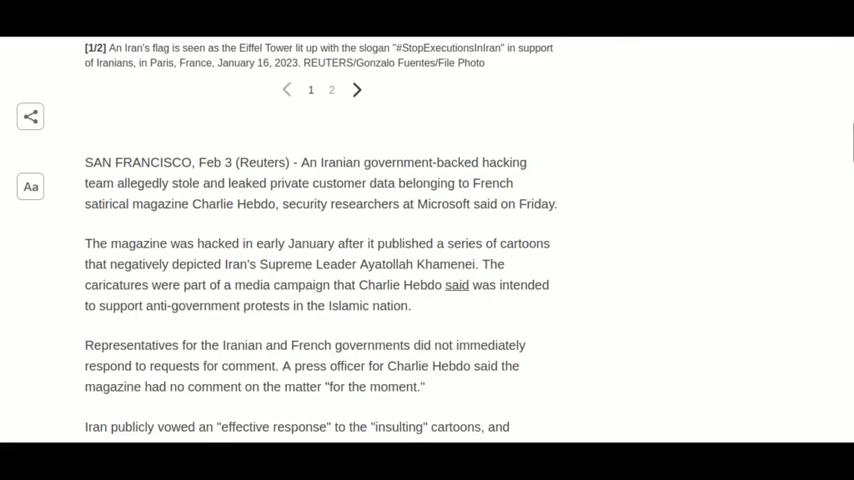 [1/2] An Iran's flag is seen as the Eiffel Tower lit up with the slogan "#StopExecutionsInIran" in support
of Iranians, in Paris, France, January 16, 2023. REUTERS/Gonzalo Fuentes/File Photo
1 2
Aa
SAN FRANCISCO, Feb 3 (Reuters) - An Iranian government-backed hacking
team allegedly stole and leaked private customer data belonging to French
satirical magazine Charlie Hebdo, security researchers at Microsoft said on Friday.
The magazine was hacked in early January after it published a series of cartoons
that negatively depicted Iran's Supreme Leader Ayatollah Khamenei. The
caricatures were part of a media campaign that Charlie Hebdo said was intended
to support anti-government protests in the Islamic nation.
Representatives for the Iranian and French governments did not immediately
respond to requests for comment. A press officer for Charlie Hebdo said the
magazine had no comment on the matter "for the moment."
Iran publicly vowed an "effective response" to the "insulting" cartoons, and